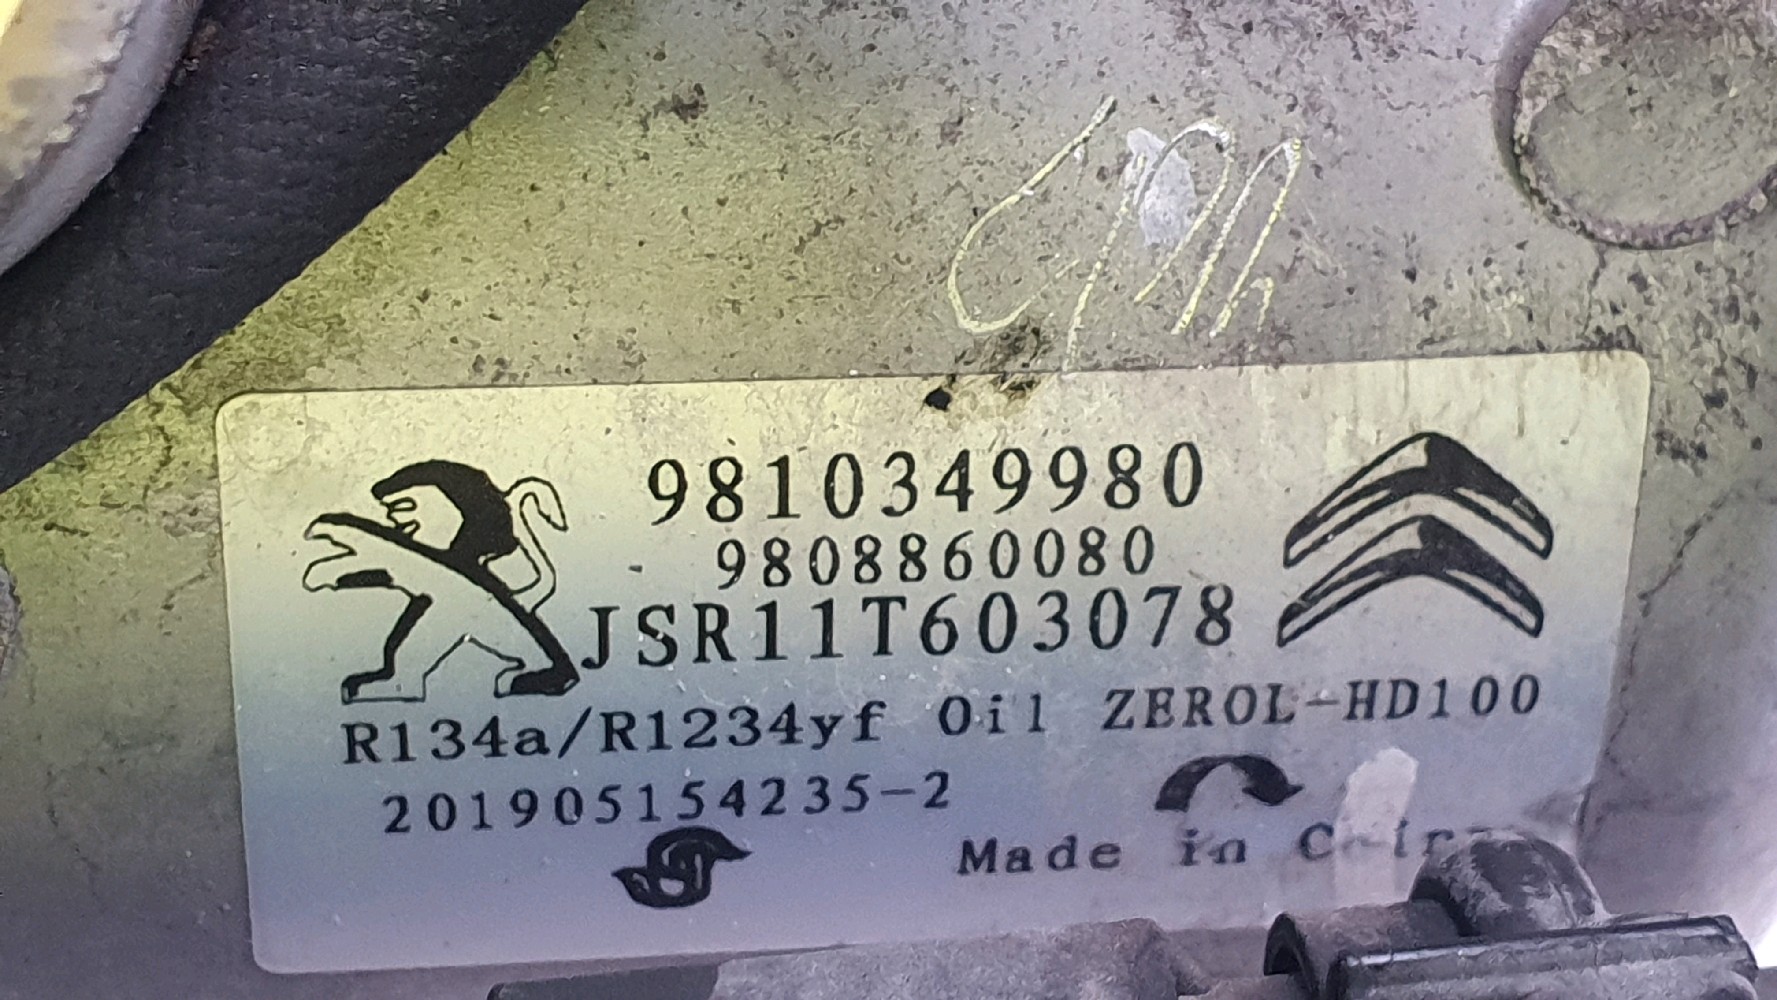 9810349980
9808860080
JSR11T603078
R134a/R1234yf Oil ZEROL-HD100
201905154235-2
Made in